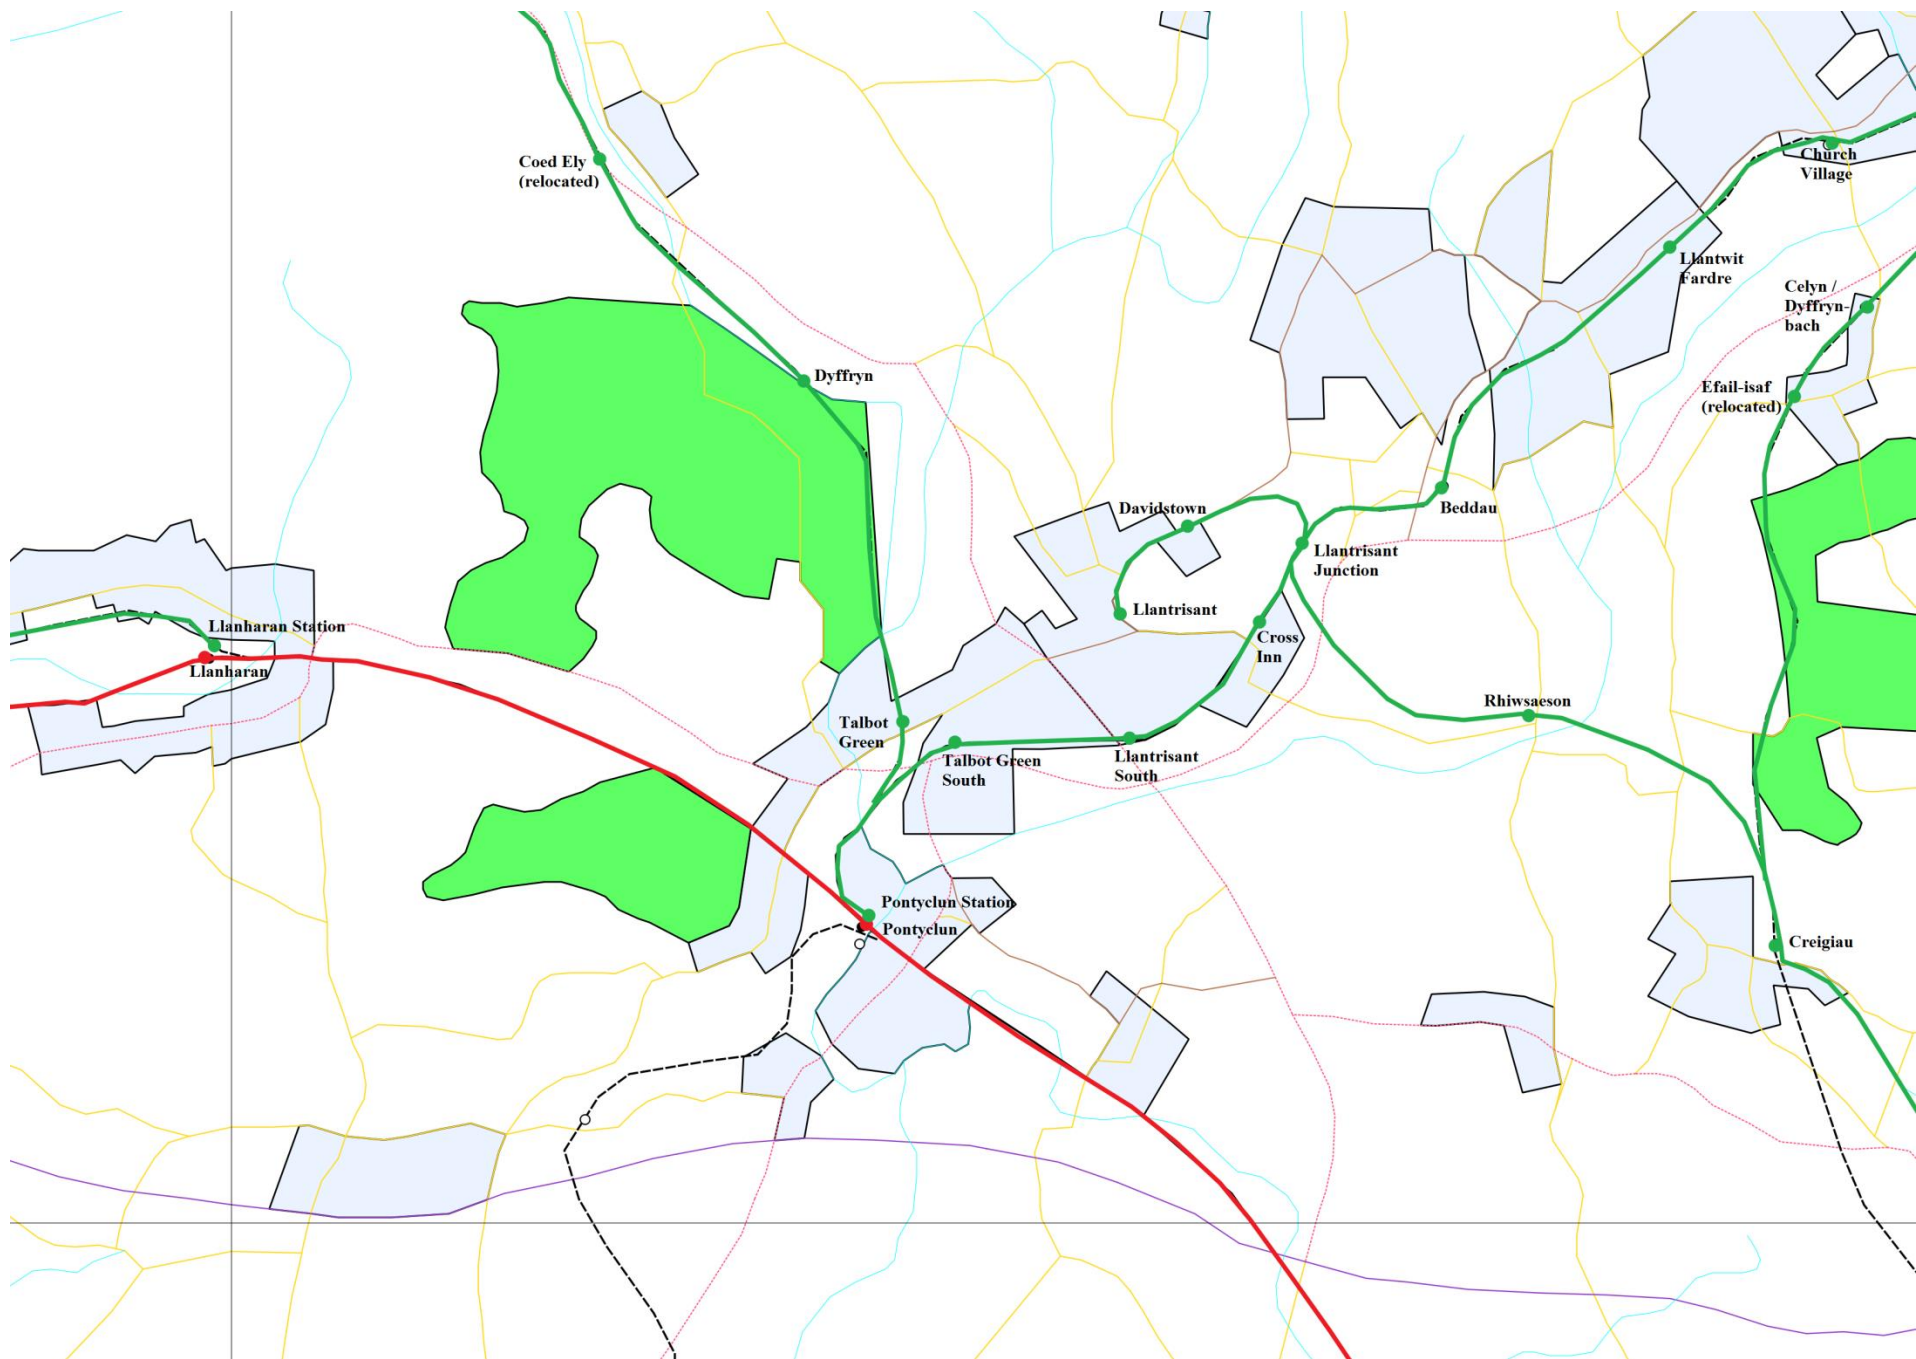 Coed Ely
(relocated)
Church
Village
Llantwit
Fardre
Celyn /
Dyffryn-
bach
Dyffryn
Efail-isaf
(relocated)
Davidstown
Beddau
Llantrisant
Junction
Llantrisant
Llanharan Station
Cross
Inn
Llanharan
Rhiwsaeson
Talbot
Green
Talbot Green
South
Llantrisant
South
Pontyclun Station
Pontyclun
Creigiau